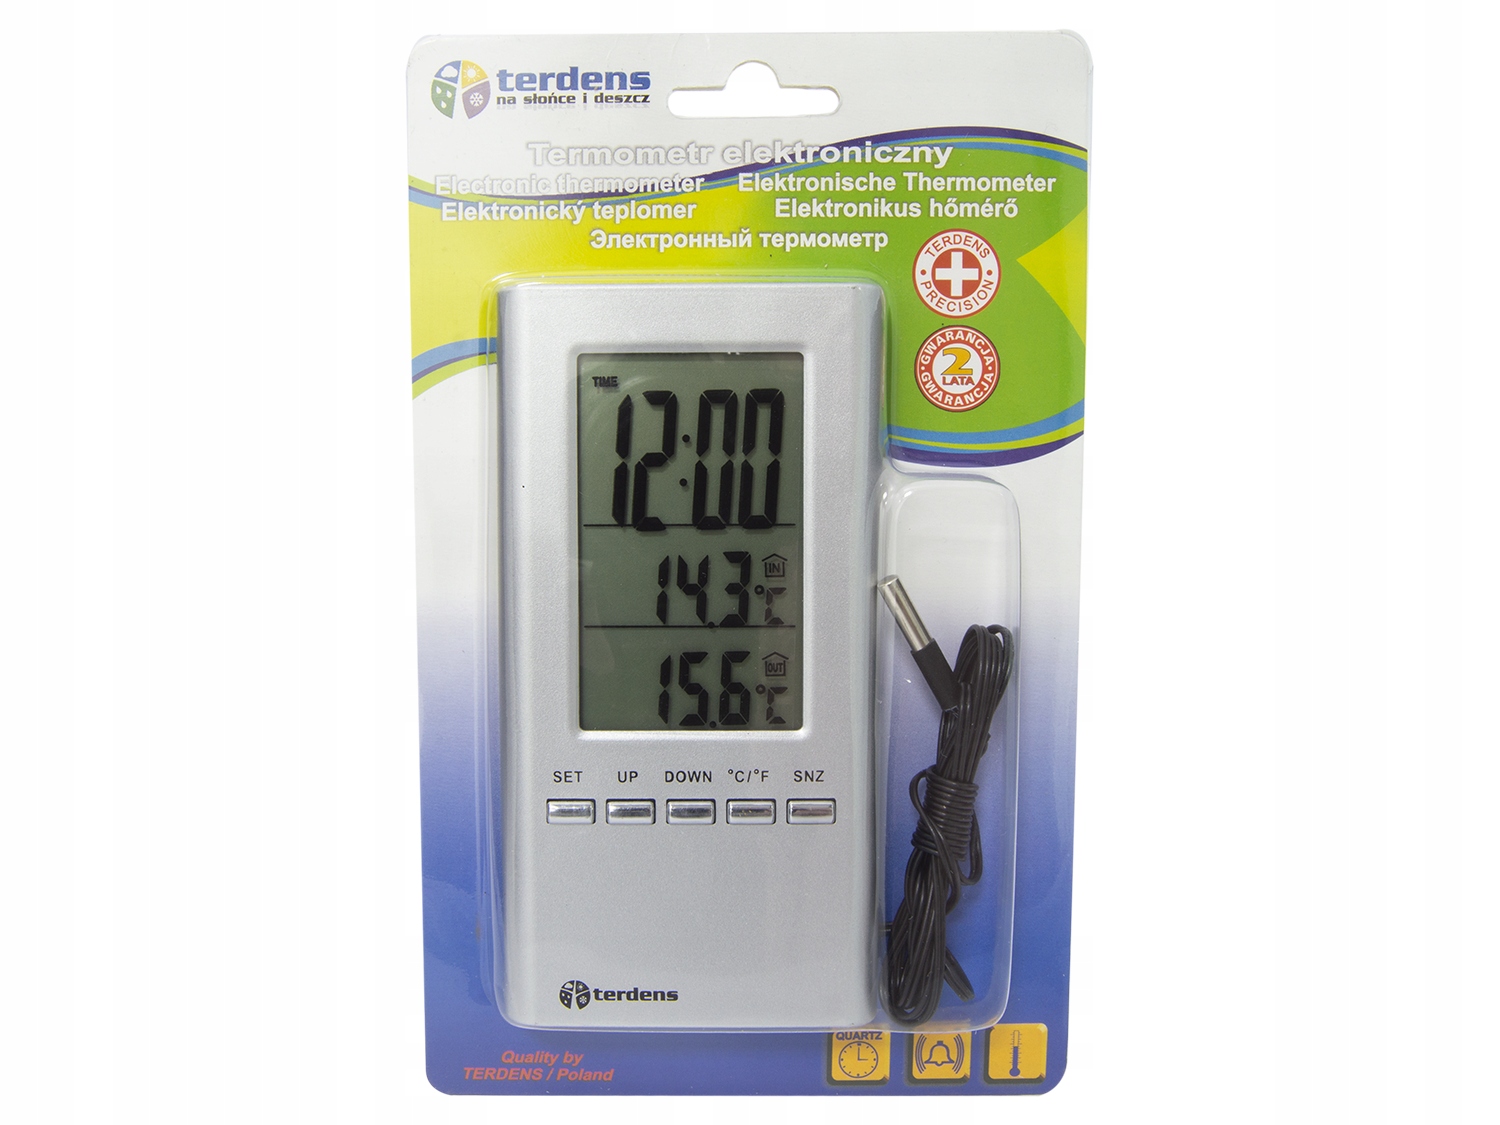 terdens
na słońce i deszcz
Termometr elektroniczny
Electronic thermometer
Elektronische Thermometer
Elektronický teplomer
Elektronikus hőmérő
Электронный термометр
TERDENS
PRECISION
GWARANCJA
2
LATA
GWARANCJA
TIME
12:00
14.3 °C IN
15.6 °C OUT
SET UP DOWN °C/°F SNZ
terdens
QUARTZ
Quality by
TERDENS / Poland